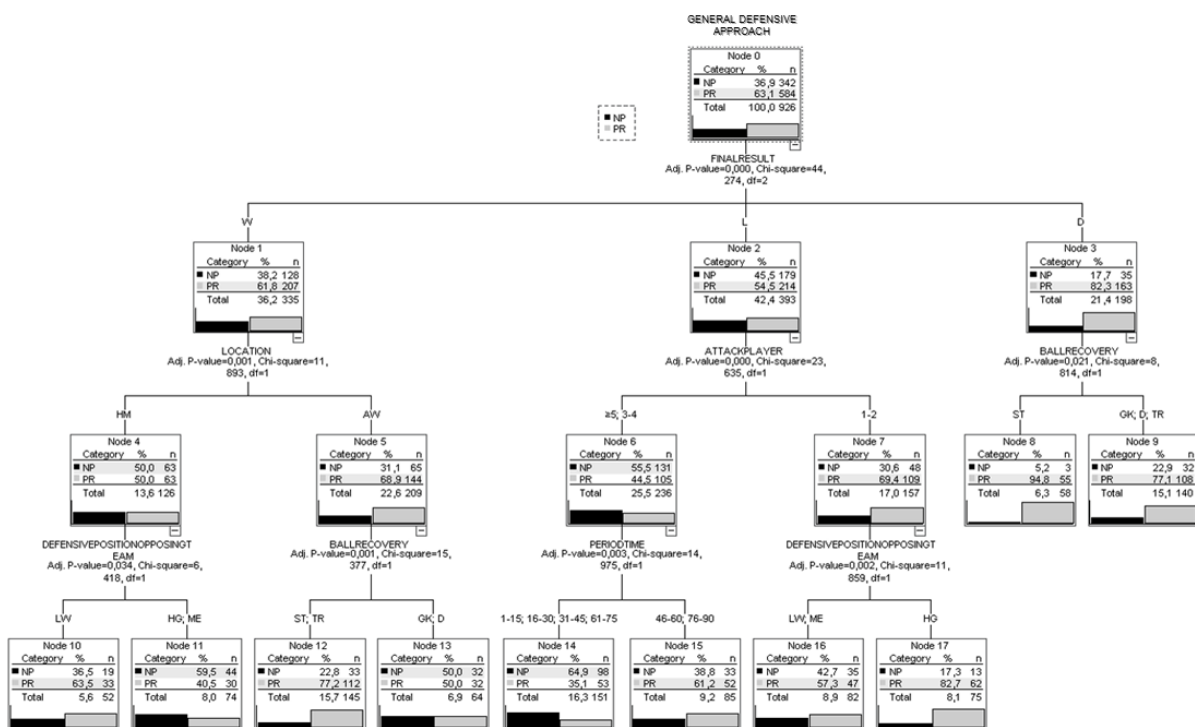 GENERAL DEFENSIVE
APPROACH
Node 0
Category % n
NP 36,9 342
PR 63,1 584
Total 100,0 926
NP
PR
FINALRESULT
Adj. P-value=0,000, Chi-square=44,
274, df=2
W
L
D
Node 1
Category % n
NP 38,2 128
PR 61,8 207
Total 36,2 335
Node 2
Category % n
NP 45,5 179
PR 54,5 214
Total 42,4 393
Node 3
Category % n
NP 17,7 35
PR 82,3 163
Total 21,4 198
LOCATION
Adj. P-value=0,001, Chi-square=11,
893, df=1
ATTACKPLAYER
Adj. P-value=0,000, Chi-square=23,
635, df=1
BALLRECOVERY
Adj. P-value=0,021, Chi-square=8,
814, df=1
HM
AW
≥5; 3-4
1-2
ST
GK; D; TR
Node 4
Category % n
NP 50,0 63
PR 50,0 63
Total 13,6 126
Node 5
Category % n
NP 31,1 65
PR 68,9 144
Total 22,6 209
Node 6
Category % n
NP 55,5 131
PR 44,5 105
Total 25,5 236
Node 7
Category % n
NP 30,6 48
PR 69,4 109
Total 17,0 157
Node 8
Category % n
NP 5,2 3
PR 94,8 55
Total 6,3 58
Node 9
Category % n
NP 22,9 32
PR 77,1 108
Total 15,1 140
DEFENSIVEPOSITIONOPPOSINGT
EAM
Adj. P-value=0,034, Chi-square=6,
418, df=1
BALLRECOVERY
Adj. P-value=0,001, Chi-square=15,
377, df=1
PERIODTIME
Adj. P-value=0,003, Chi-square=14,
975, df=1
DEFENSIVEPOSITIONOPPOSINGT
EAM
Adj. P-value=0,002, Chi-square=11,
859, df=1
LW
HG; ME
ST; TR
GK; D
1-15; 16-30; 31-45; 61-75
46-60; 76-90
LW; ME
HG
Node 10
Category % n
NP 36,5 19
PR 63,5 33
Total 5,6 52
Node 11
Category % n
NP 59,5 44
PR 40,5 30
Total 8,0 74
Node 12
Category % n
NP 22,8 33
PR 77,2 112
Total 15,7 145
Node 13
Category % n
NP 50,0 32
PR 50,0 32
Total 6,9 64
Node 14
Category % n
NP 64,9 98
PR 35,1 53
Total 16,3 151
Node 15
Category % n
NP 38,8 33
PR 61,2 52
Total 9,2 85
Node 16
Category % n
NP 42,7 35
PR 57,3 47
Total 8,9 82
Node 17
Category % n
NP 17,3 13
PR 82,7 62
Total 8,1 75